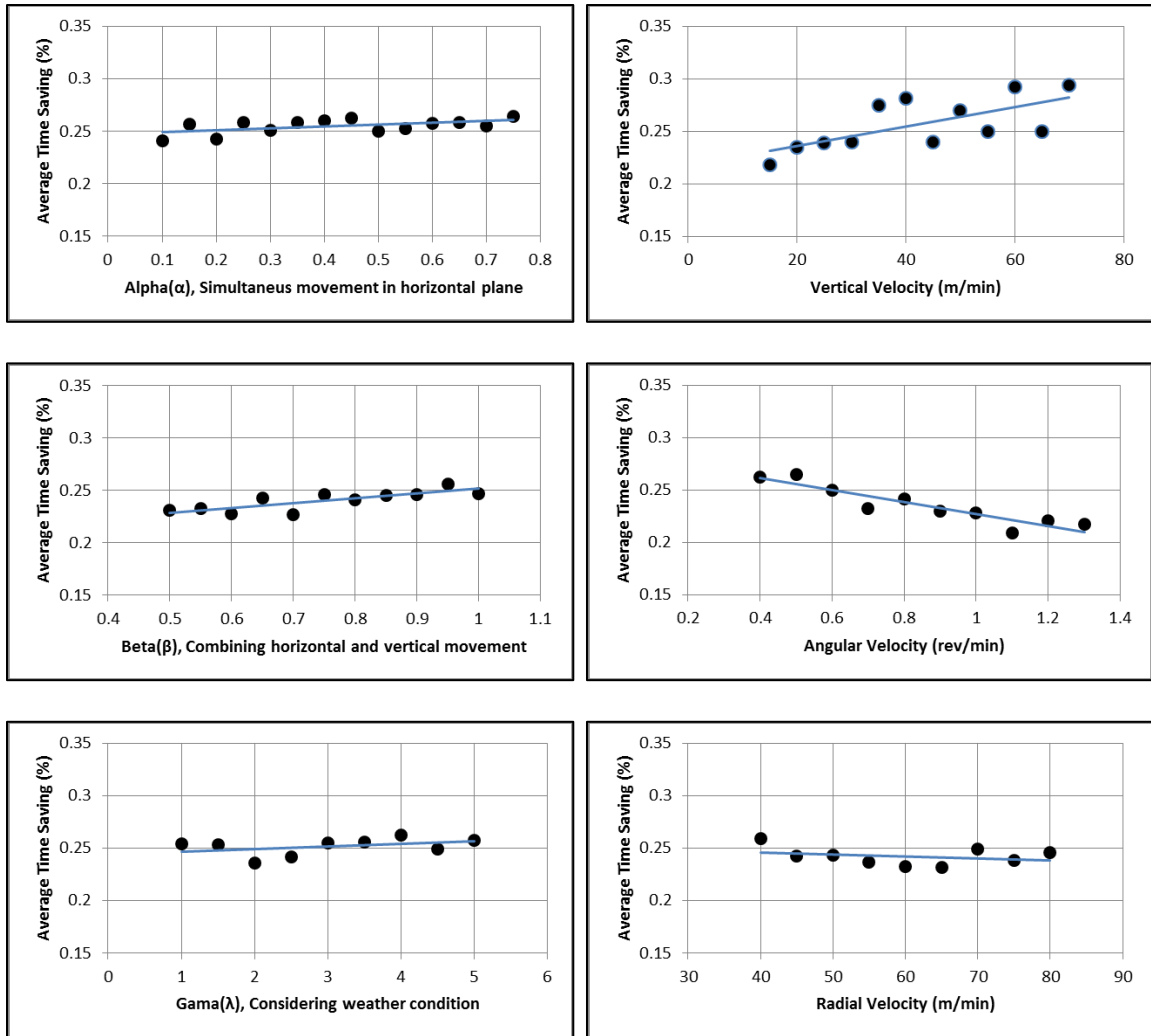 Average Time Saving (%)
0.35
0.3
0.25
0.2
0.15
0 0.1 0.2 0.3 0.4 0.5 0.6 0.7 0.8
Alpha(α), Simultaneus movement in horizontal plane
Average Time Saving (%)
0.35
0.3
0.25
0.2
0.15
0 20 40 60 80
Vertical Velocity (m/min)
Average Time Saving (%)
0.35
0.3
0.25
0.2
0.15
0.4 0.5 0.6 0.7 0.8 0.9 1 1.1
Beta(β), Combining horizontal and vertical movement
Average Time Saving (%)
0.35
0.3
0.25
0.2
0.15
0.2 0.4 0.6 0.8 1 1.2 1.4
Angular Velocity (rev/min)
Average Time Saving (%)
0.35
0.3
0.25
0.2
0.15
0 1 2 3 4 5 6
Gama(λ), Considering weather condition
Average Time Saving (%)
0.35
0.3
0.25
0.2
0.15
30 40 50 60 70 80 90
Radial Velocity (m/min)